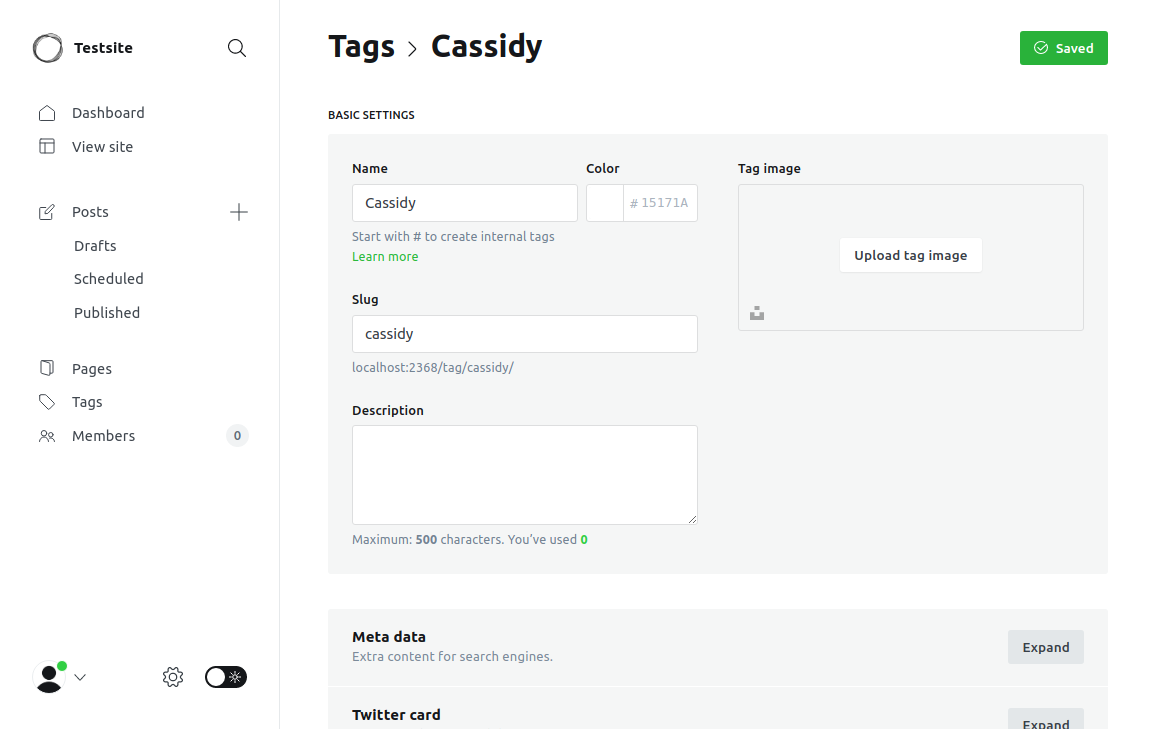 Testsite
Dashboard
View site
Posts
Drafts
Scheduled
Published
Pages
Tags
Members 0
Tags > Cassidy
Saved
BASIC SETTINGS
Name
Cassidy
Start with # to create internal tags
Learn more
Color
# 15171A
Slug
cassidy
localhost:2368/tag/cassidy/
Description
Maximum: 500 characters. You’ve used 0
Tag image
Upload tag image
Meta data
Extra content for search engines.
Expand
Twitter card
Expand